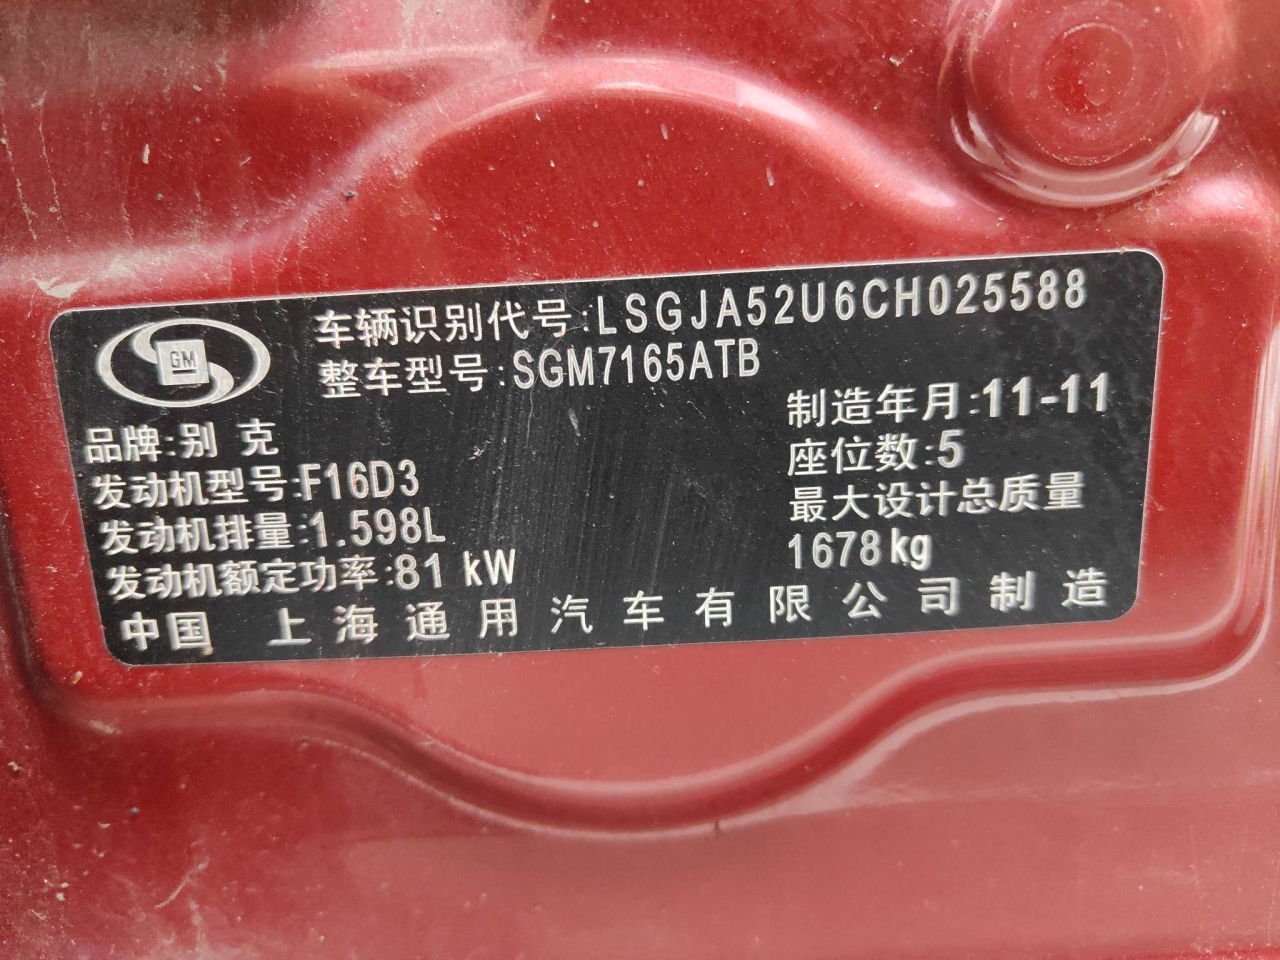 GM
车辆识别代号:LSGJA52U6CH025588
整车型号:SGM7165ATB
品牌:别 克
发动机型号:F16D3
发动机排量:1.598L
发动机额定功率:81 kW
制造年月:11-11
座位数:5
最大设计总质量
1678kg
中国 上海通用汽车有限公司制造